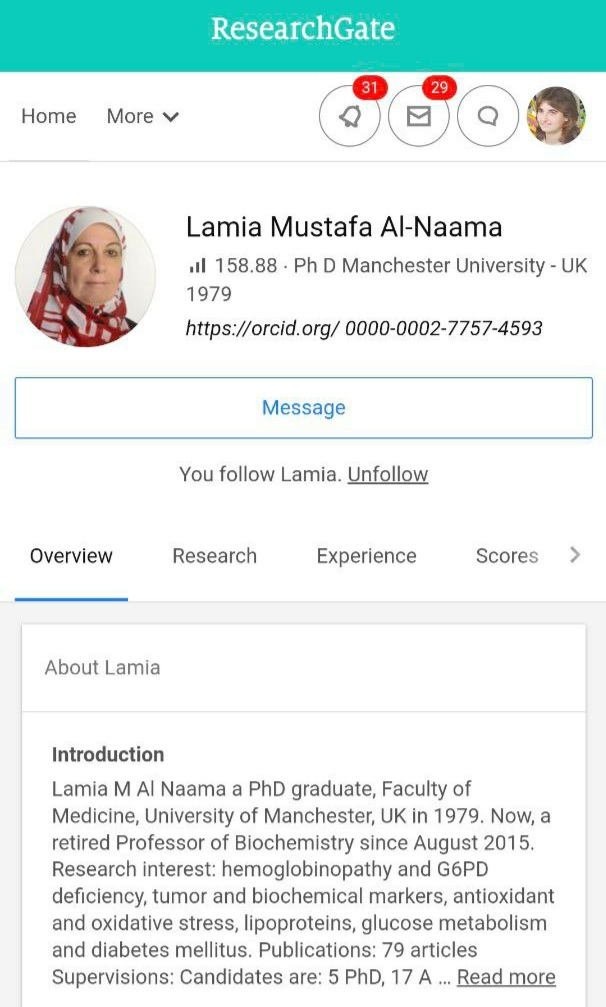 ResearchGate
Home More 31 29
Lamia Mustafa Al-Naama
158.88 · Ph D Manchester University - UK
1979
https://orcid.org/ 0000-0002-7757-4593
Message
You follow Lamia. Unfollow
Overview Research Experience Scores
About Lamia
Introduction
Lamia M Al Naama a PhD graduate, Faculty of
Medicine, University of Manchester, UK in 1979. Now, a
retired Professor of Biochemistry since August 2015.
Research interest: hemoglobinopathy and G6PD
deficiency, tumor and biochemical markers, antioxidant
and oxidative stress, lipoproteins, glucose metabolism
and diabetes mellitus. Publications: 79 articles
Supervisions: Candidates are: 5 PhD, 17 A ... Read more